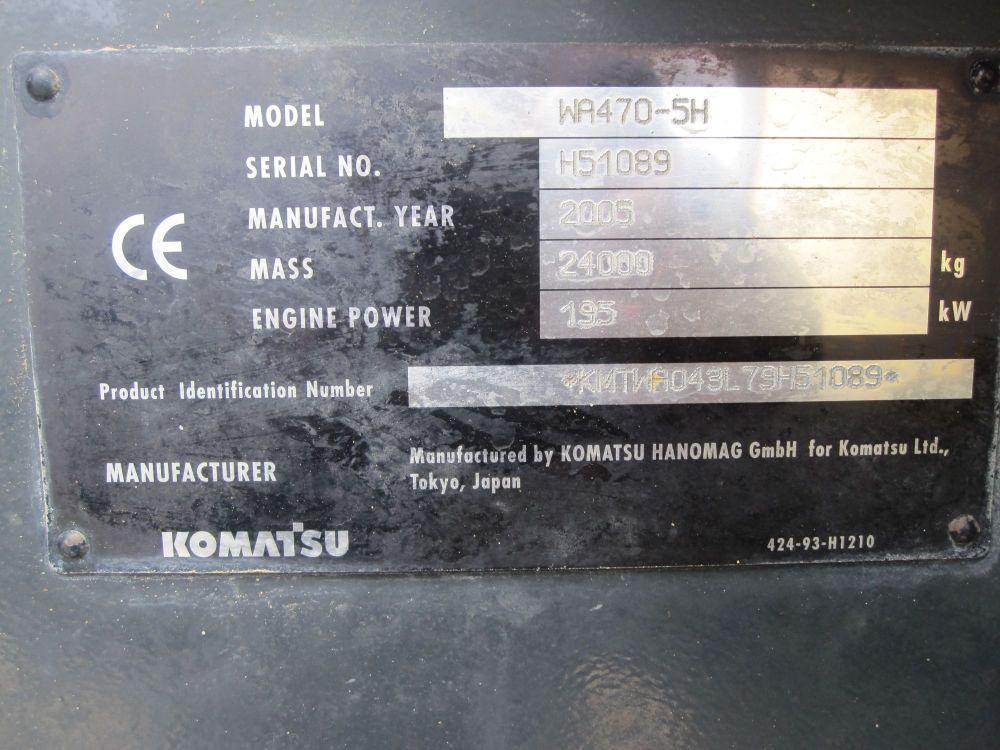 MODEL WA470-5H
SERIAL NO. H51089
MANUFACT. YEAR 2005
MASS 24000 kg
ENGINE POWER 195 kW
CE
Product Identification Number *KMTWA043L79H51089*
MANUFACTURER Manufactured by KOMATSU HANOMAG GmbH for Komatsu Ltd.,
Tokyo, Japan
KOMATSU
424-93-H1210